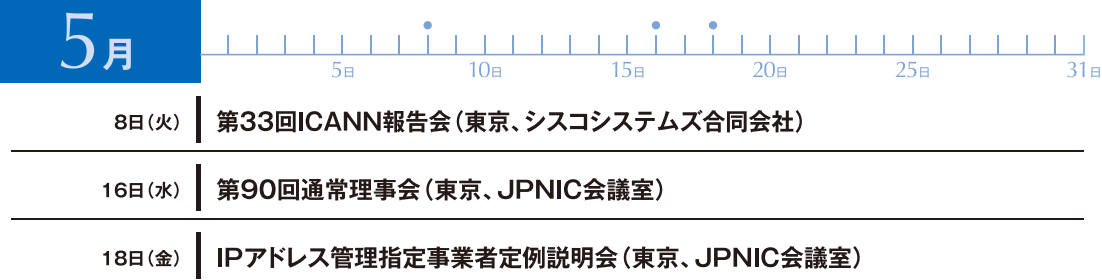 5月
5日 10日 15日 20日 25日 31日
8日(火) 第33回ICANN報告会(東京、シスコシステムズ合同会社)
16日(水) 第90回通常理事会(東京、JPNIC会議室)
18日(金) IPアドレス管理指定事業者定例説明会(東京、JPNIC会議室)